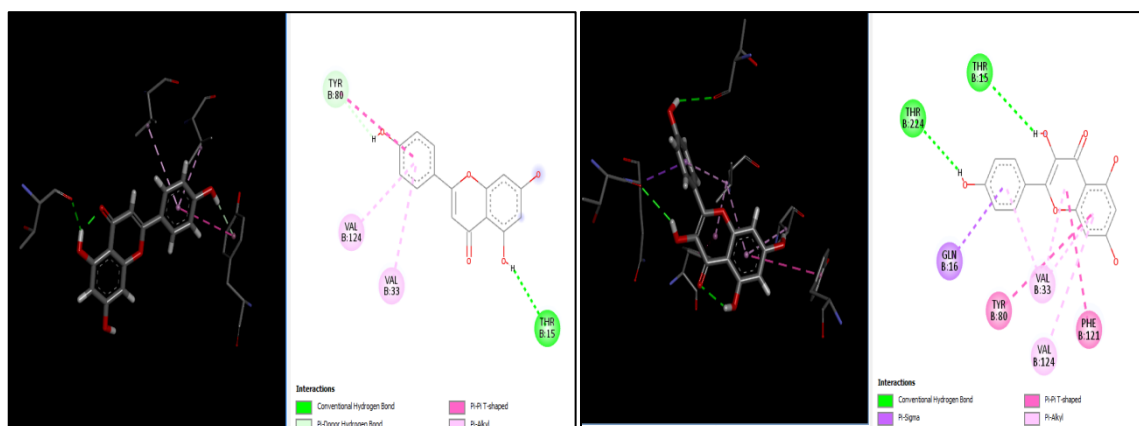 TYR
B:80
H
O
O
O
VAL
B:124
O
O
H
VAL
B:33
THR
B:15
Interactions
Conventional Hydrogen Bond
Pi-Donor Hydrogen Bond
Pi-Pi T-shaped
Pi-Alkyl
THR
B:15
THR
B:224
H
O
O
O
H
O
O
O
GLN
B:16
VAL
B:33
TYR
B:80
PHE
B:121
VAL
B:124
Interactions
Conventional Hydrogen Bond
Pi-Sigma
Pi-Pi T-shaped
Pi-Alkyl